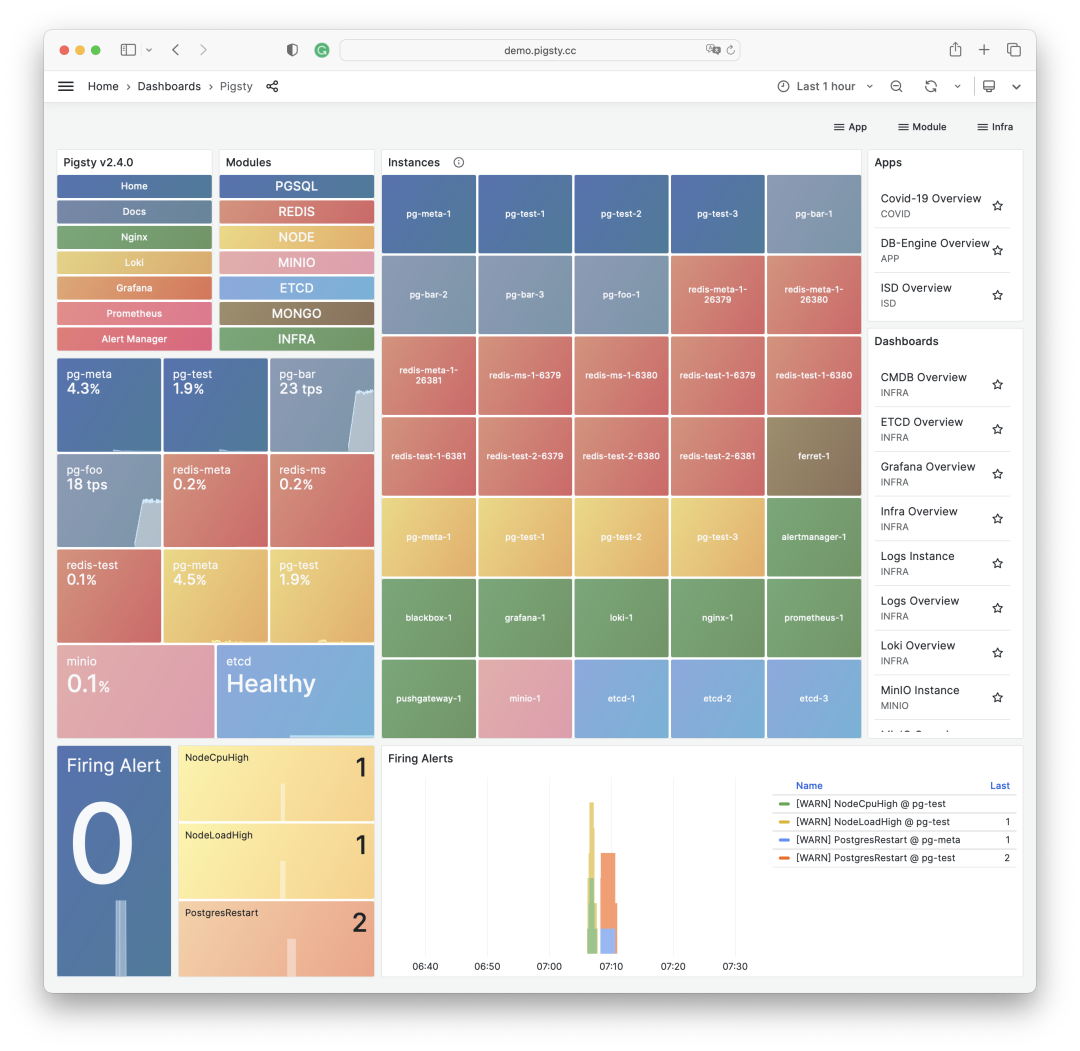 demo.pigsty.cc
Home › Dashboards › Pigsty
Last 1 hour
App
Module
Infra
Pigsty v2.4.0
Home
Docs
Nginx
Loki
Grafana
Prometheus
Alert Manager
Modules
PGSQL
REDIS
NODE
MINIO
ETCD
MONGO
INFRA
pg-meta
4.3%
pg-test
1.9%
pg-bar
23 tps
pg-foo
18 tps
redis-meta
0.2%
redis-ms
0.2%
redis-test
0.1%
pg-meta
4.5%
pg-test
1.9%
minio
0.1%
etcd
Healthy
Instances
pg-meta-1
pg-test-1
pg-test-2
pg-test-3
pg-bar-1
pg-bar-2
pg-bar-3
pg-foo-1
redis-meta-1-
26379
redis-meta-1-
26380
redis-meta-1-
26381
redis-ms-1-6379
redis-ms-1-6380
redis-test-1-6379
redis-test-1-6380
redis-test-1-6381
redis-test-2-6379
redis-test-2-6380
redis-test-2-6381
ferret-1
pg-meta-1
pg-test-1
pg-test-2
pg-test-3
alertmanager-1
blackbox-1
grafana-1
loki-1
nginx-1
prometheus-1
pushgateway-1
minio-1
etcd-1
etcd-2
etcd-3
Apps
Covid-19 Overview
COVID
DB-Engine Overview
APP
ISD Overview
ISD
Dashboards
CMDB Overview
INFRA
ETCD Overview
INFRA
Grafana Overview
INFRA
Infra Overview
INFRA
Logs Instance
INFRA
Logs Overview
INFRA
Loki Overview
INFRA
MinIO Instance
MINIO
Firing Alert
0
NodeCpuHigh
1
NodeLoadHigh
1
PostgresRestart
2
Firing Alerts
06:40
06:50
07:00
07:10
07:20
07:30
Name Last
[WARN] NodeCpuHigh @ pg-test
[WARN] NodeLoadHigh @ pg-test 1
[WARN] PostgresRestart @ pg-meta 1
[WARN] PostgresRestart @ pg-test 2